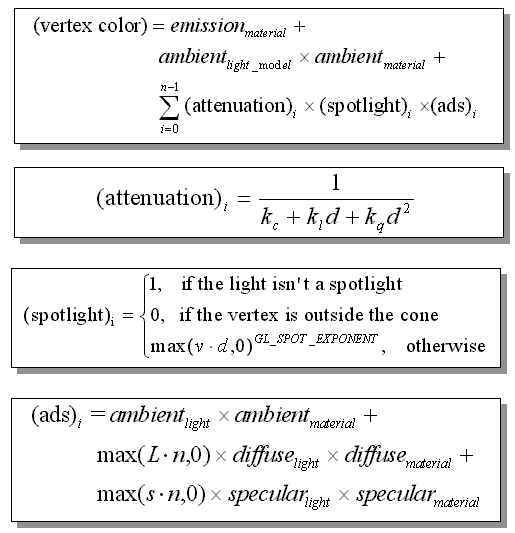 (vertex color) = emission_material +
ambient_light_model × ambient_material +
∑_{i=0}^{n−1} (attenuation)_i × (spotlight)_i × (ads)_i
(attenuation)_i = 1 / (k_c + k_l d + k_q d²)
(spotlight)_i = { 1, if the light isn't a spotlight
0, if the vertex is outside the cone
max(v · d,0)^{GL_SPOT_EXPONENT}, otherwise
(ads)_i = ambient_light × ambient_material +
max(L · n,0) × diffuse_light × diffuse_material +
max(s · n,0) × specular_light × specular_material